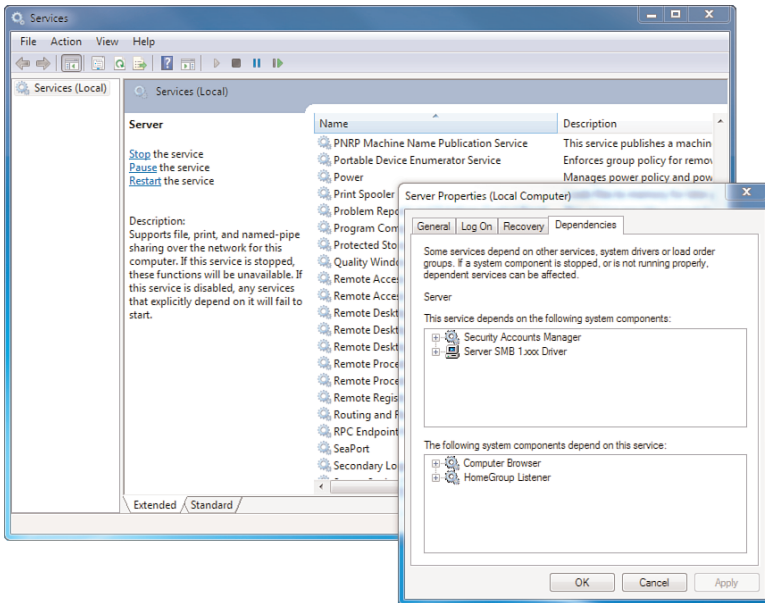 Services
File Action View Help
Services (Local)
Services (Local)
Server
Stop the service
Pause the service
Restart the service
Description:
Supports file, print, and named-pipe
sharing over the network for this
computer. If this service is stopped,
these functions will be unavailable. If
this service is disabled, any services
that explicitly depend on it will fail to
start.
Name Description
PNRP Machine Name Publication Service This service publishes a machin
Portable Device Enumerator Service Enforces group policy for remov
Power Manages power policy and pow
Print Spooler
Problem Repo
Program Com
Protected Sto
Quality Windo
Remote Acce
Remote Acce
Remote Deskt
Remote Deskt
Remote Deskt
Remote Proce
Remote Proce
Remote Regis
Routing and R
RPC Endpoint
SeaPort
Secondary Lo
Extended Standard
Server Properties (Local Computer)
General Log On Recovery Dependencies
Some services depend on other services, system drivers or load order
groups. If a system component is stopped, or is not running properly,
dependent services can be affected.
Server
This service depends on the following system components:
Security Accounts Manager
Server SMB 1.xxx Driver
The following system components depend on this service:
Computer Browser
HomeGroup Listener
OK Cancel Apply